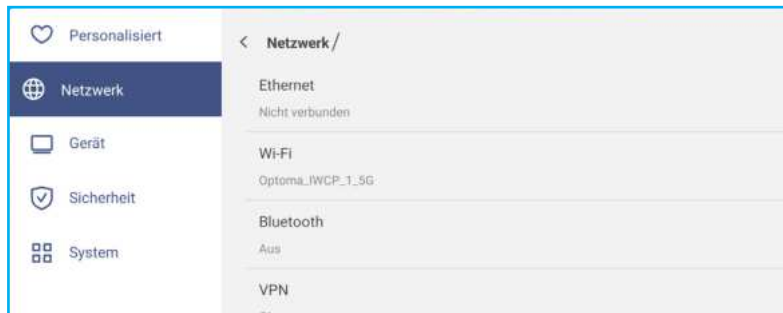 Personalisiert
Netzwerk
Gerät
Sicherheit
System
< Netzwerk /
Ethernet
Nicht verbunden
Wi-Fi
Optoma_IWCP_1_5G
Bluetooth
Aus
VPN